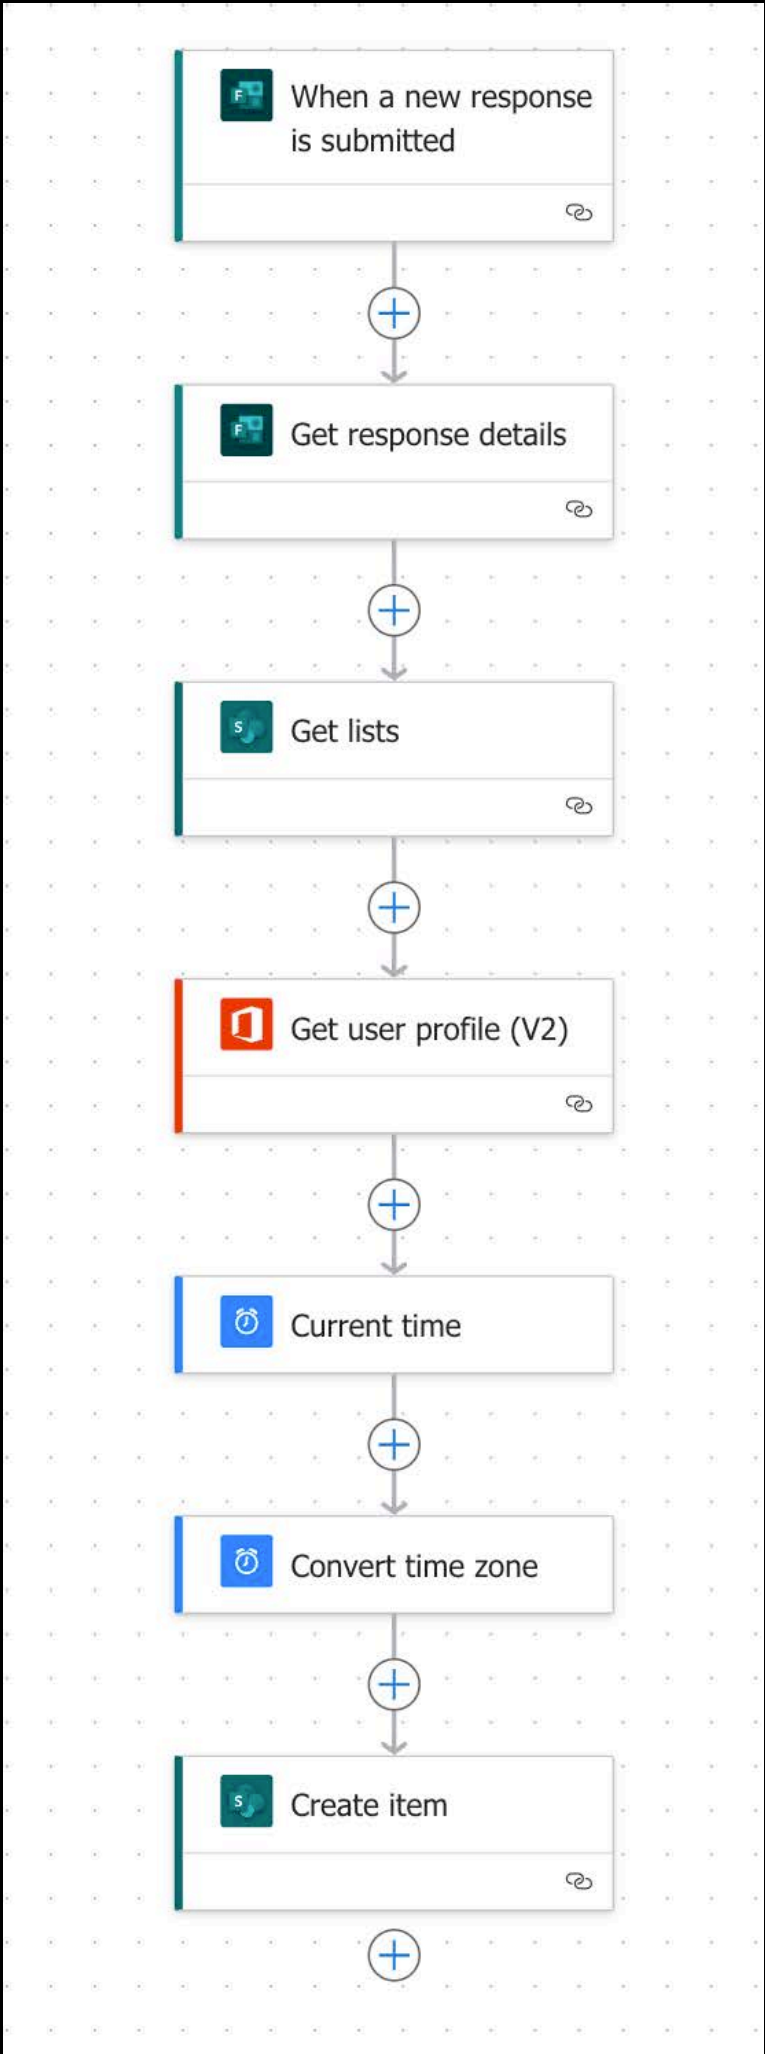 F
When a new response
is submitted
F
Get response details
S
Get lists
Get user profile (V2)
Current time
Convert time zone
S
Create item